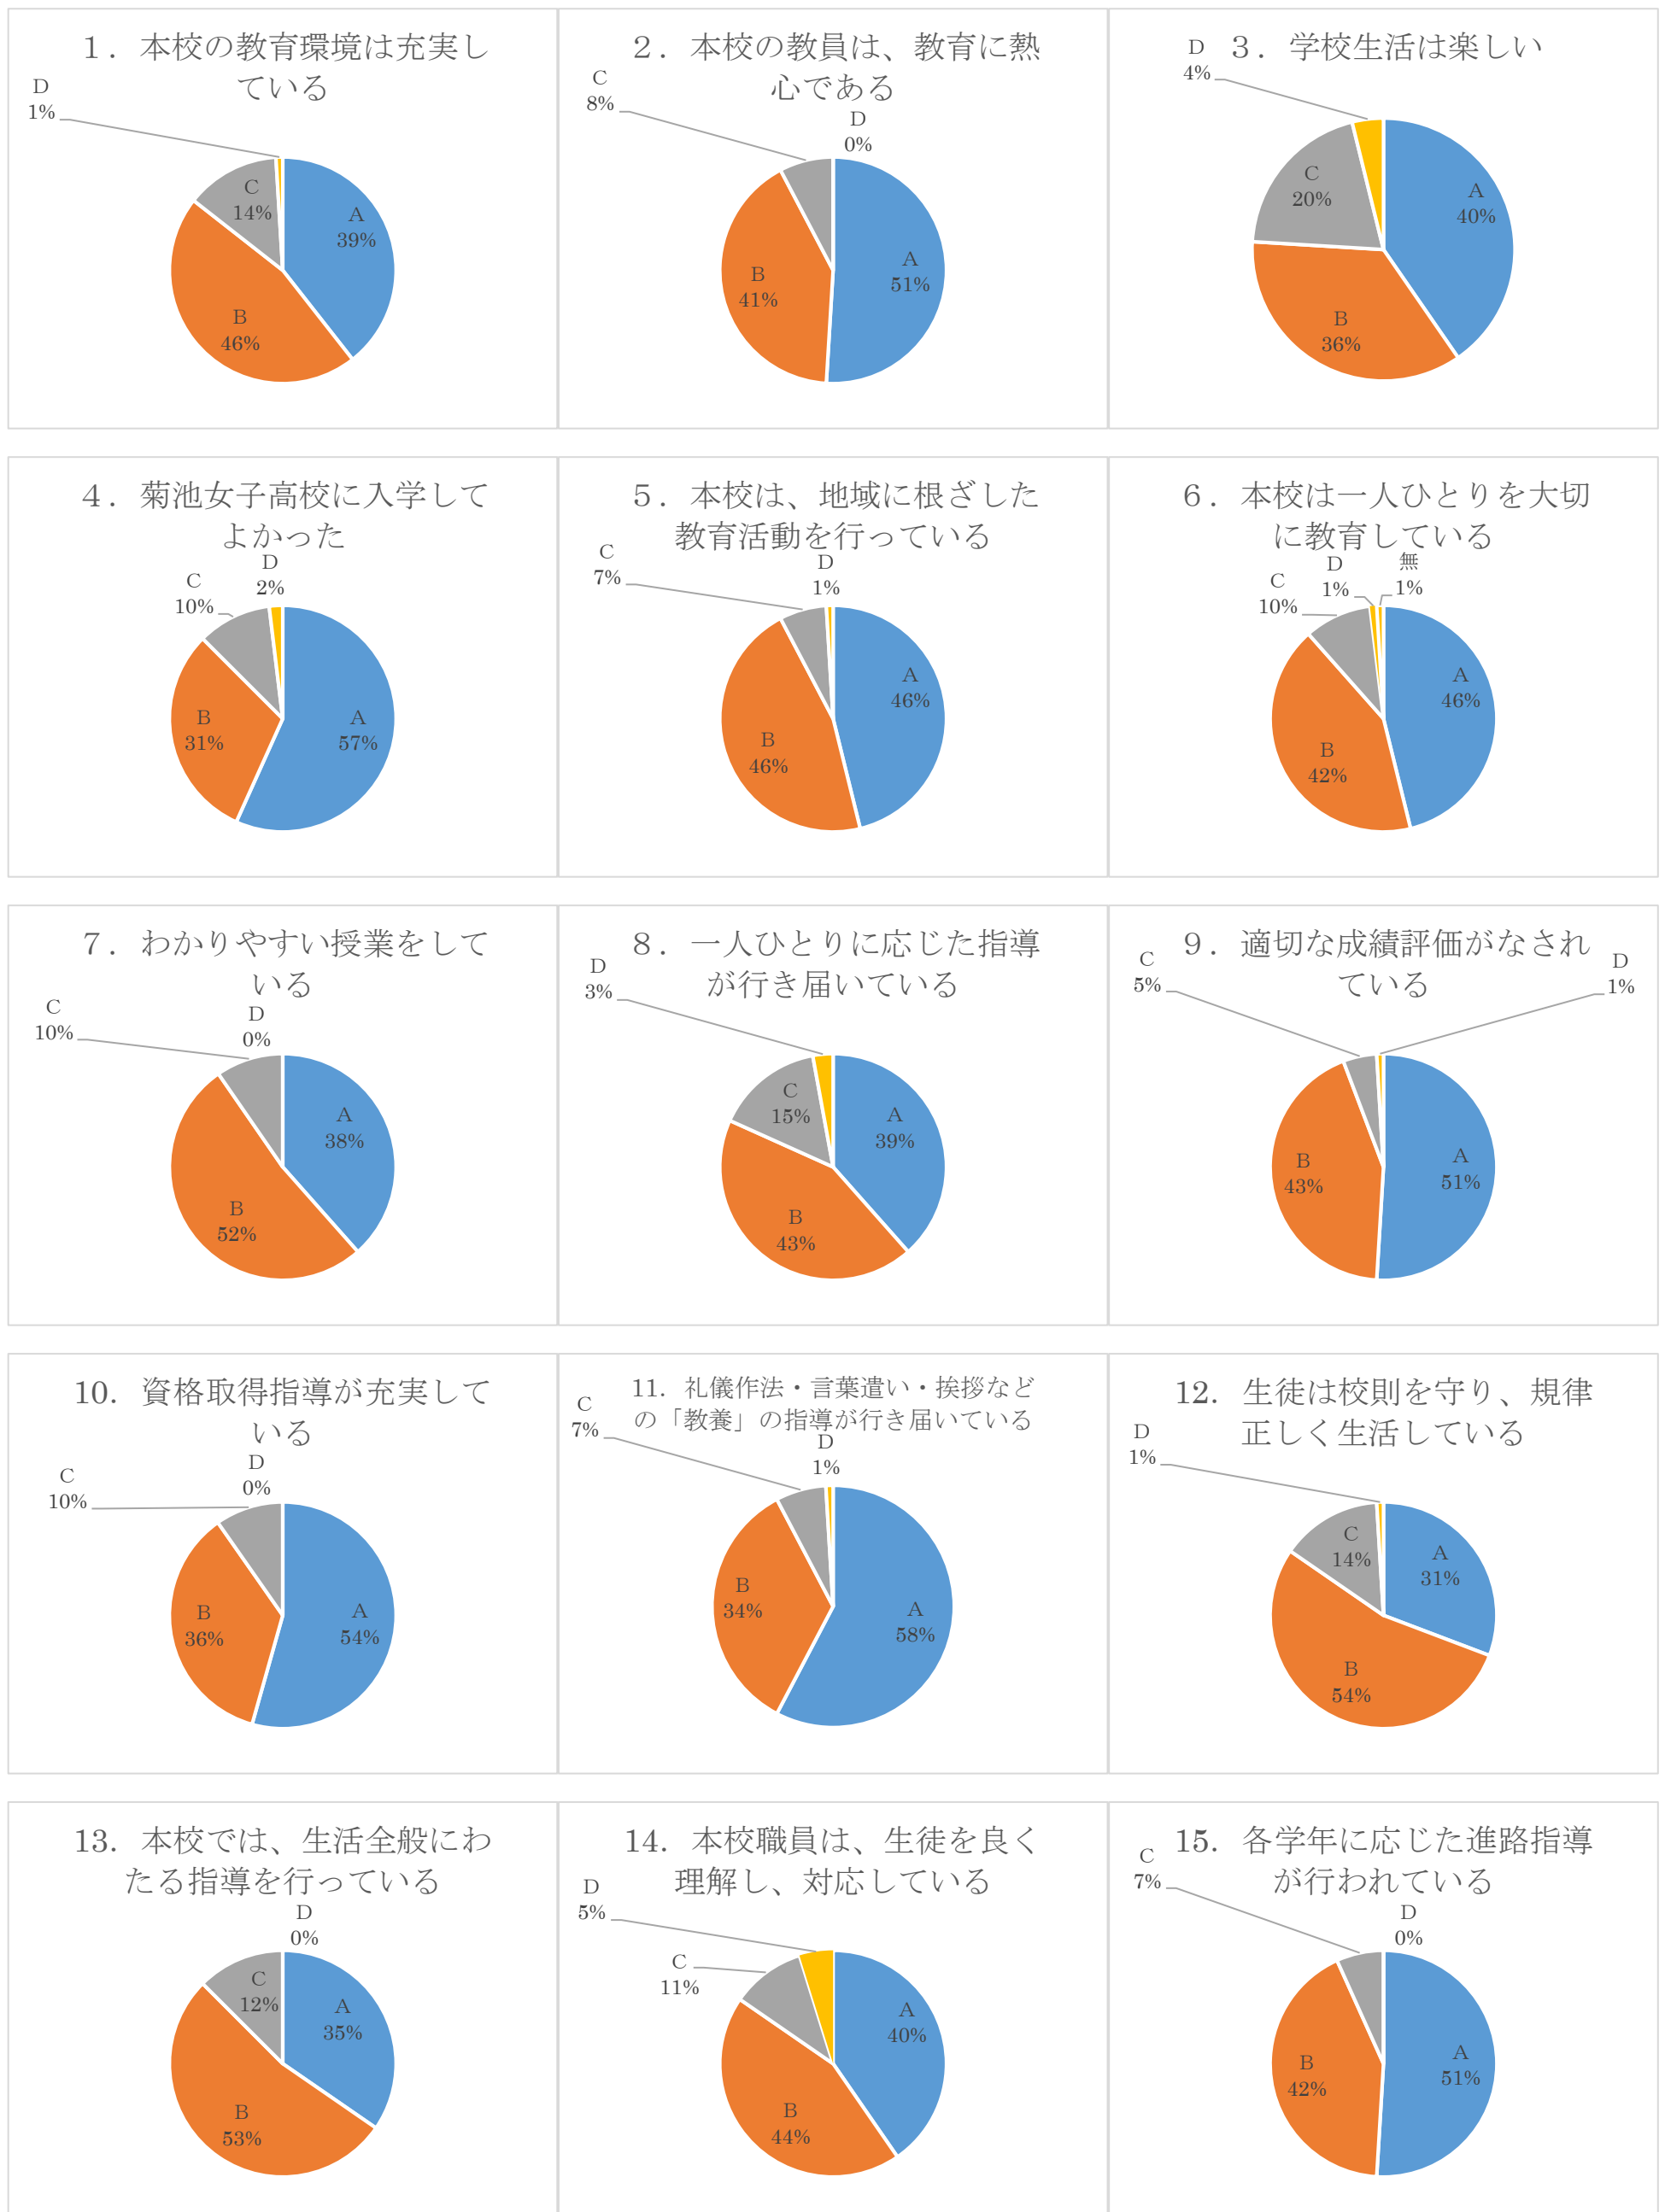 １．本校の教育環境は充実し
ている
D
1%
C
14%
A
39%
B
46%
２．本校の教員は、教育に熱
心である
C
8%
D
0%
B
41%
A
51%
３．学校生活は楽しい
D
4%
C
20%
A
40%
B
36%
４．菊池女子高校に入学して
よかった
D
2%
C
10%
B
31%
A
57%
５．本校は、地域に根ざした
教育活動を行っている
C
7%
D
1%
A
46%
B
46%
６．本校は一人ひとりを大切
に教育している
C
10%
D
1%
無
1%
A
46%
B
42%
７．わかりやすい授業をして
いる
C
10%
D
0%
A
38%
B
52%
８．一人ひとりに応じた指導
が行き届いている
D
3%
C
15%
A
39%
B
43%
９．適切な成績評価がなされ
ている
C
5%
D
1%
B
43%
A
51%
10．資格取得指導が充実して
いる
C
10%
D
0%
B
36%
A
54%
11．礼儀作法・言葉遣い・挨拶など
の「教養」の指導が行き届いている
C
7%
D
1%
B
34%
A
58%
12．生徒は校則を守り、規律
正しく生活している
D
1%
C
14%
A
31%
B
54%
13．本校では、生活全般にわ
たる指導を行っている
D
0%
C
12%
A
35%
B
53%
14．本校職員は、生徒を良く
理解し、対応している
D
5%
C
11%
A
40%
B
44%
15．各学年に応じた進路指導
が行われている
C
7%
D
0%
B
42%
A
51%